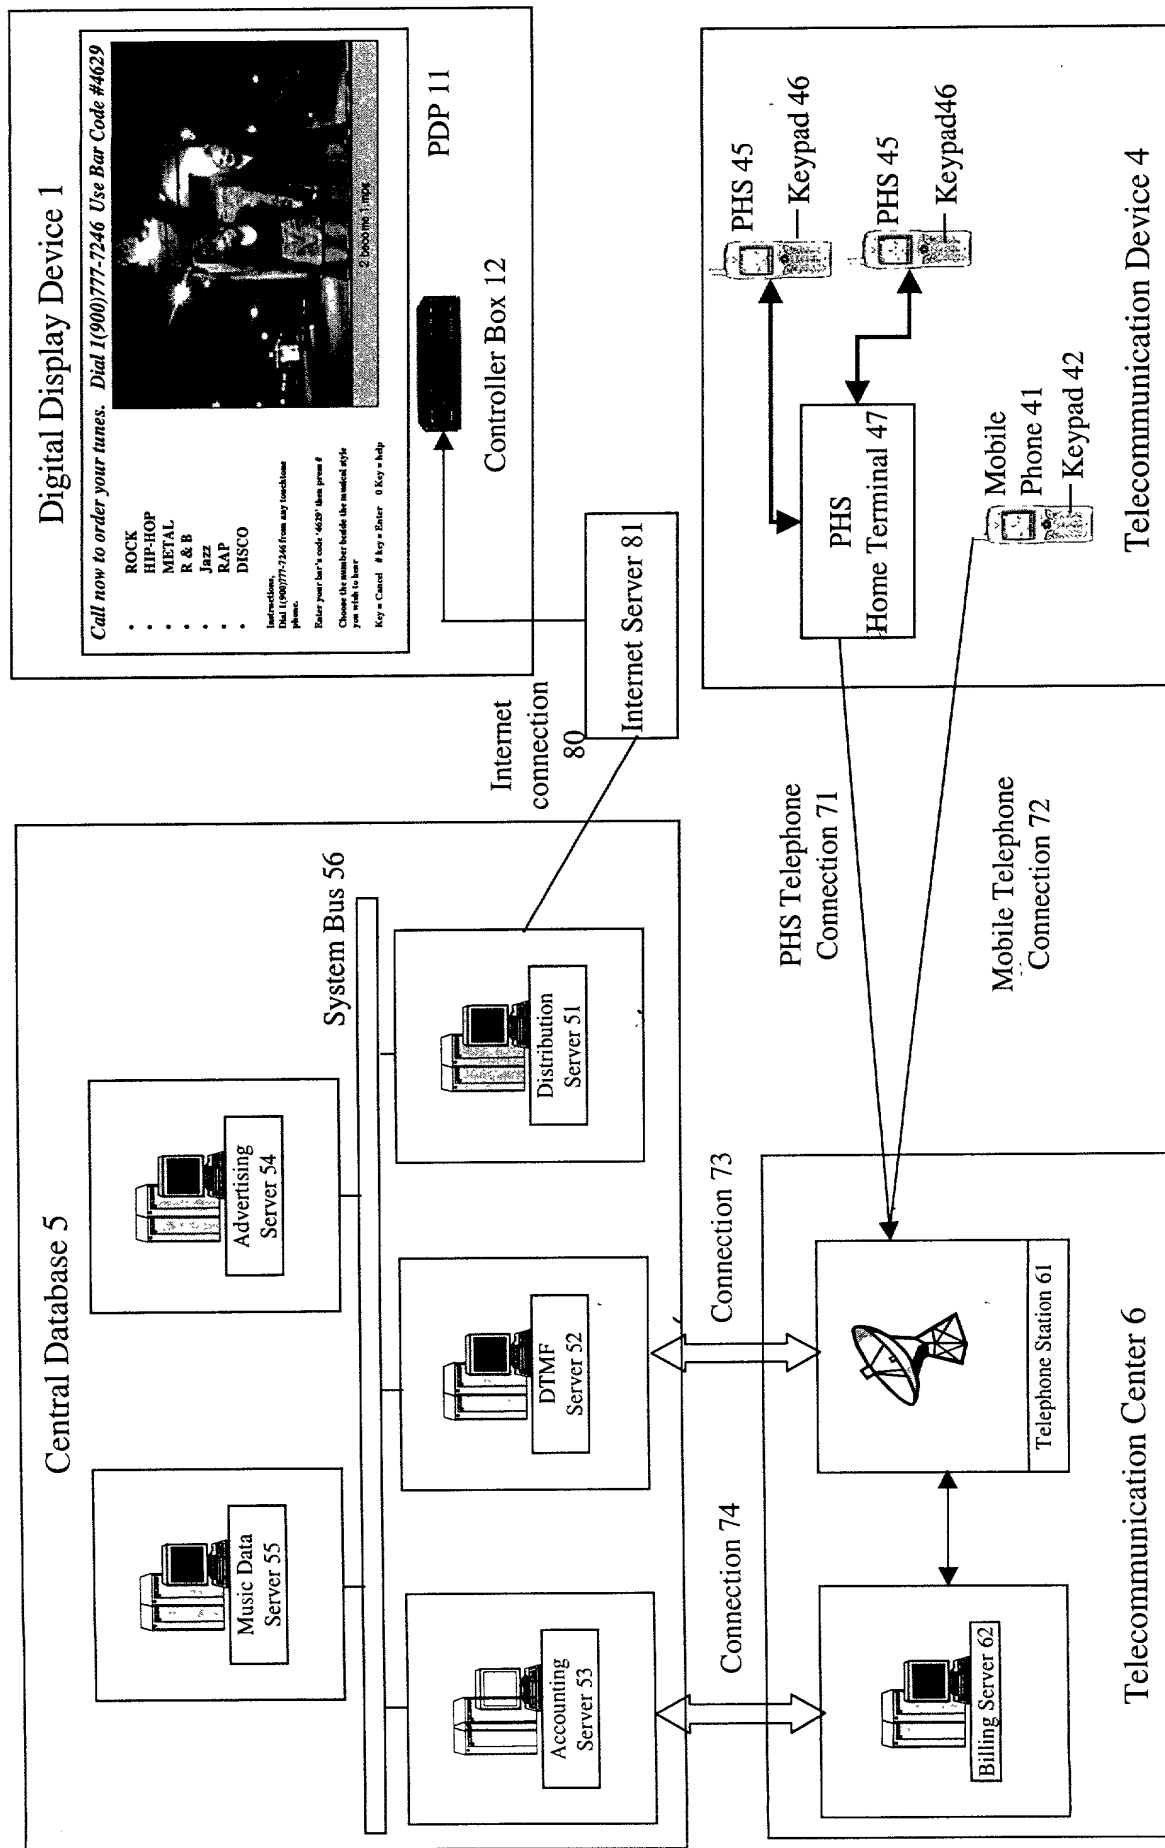 Digital Display Device 1
Call now to order your tunes. Dial 1(900)777-7246 Use Bar Code #4629
• ROCK
• HIP-HOP
• METAL
• R & B
• Jazz
• RAP
• DISCO
Instructions,
Dial 1(900)777-7246 from any touchtone
phone.
Enter your bar's code '4629' then press #
Choose the number beside the musical style
you wish to hear
Key = Cancel # key = Enter 0 Key = help
2 become 1.mpg
PDP 11
Controller Box 12
Central Database 5
Music Data
Server 55
Advertising
Server 54
System Bus 56
Accounting
Server 53
DTMF
Server 52
Distribution
Server 51
Internet
connection
80
Internet Server 81
Connection 74
Connection 73
PHS Telephone
Connection 71
Mobile Telephone
Connection 72
Billing Server 62
Telephone Station 61
Telecommunication Center 6
PHS
Home Terminal 47
PHS 45
Keypad 46
PHS 45
Keypad46
Mobile
Phone 41
Keypad 42
Telecommunication Device 4